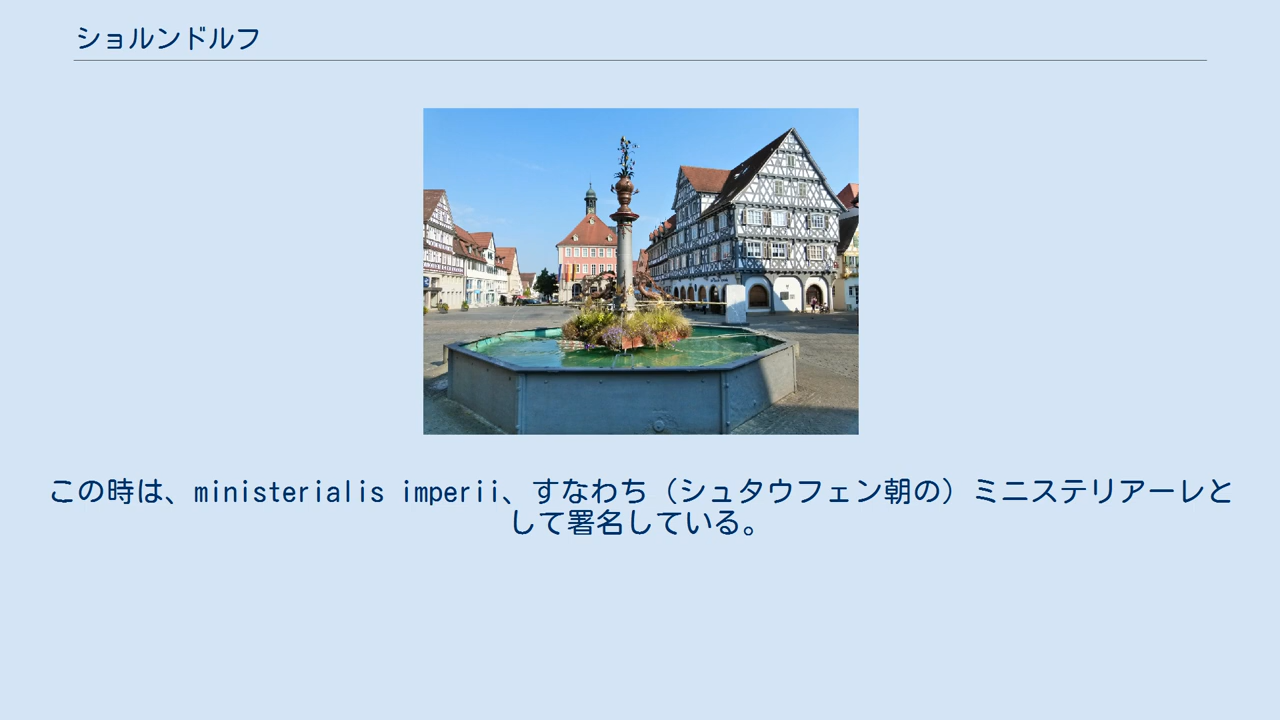 ショルンドルフ
この時は、ministerialis imperii、すなわち（シュタウフェン朝の）ミニステリアーレと
して署名している。